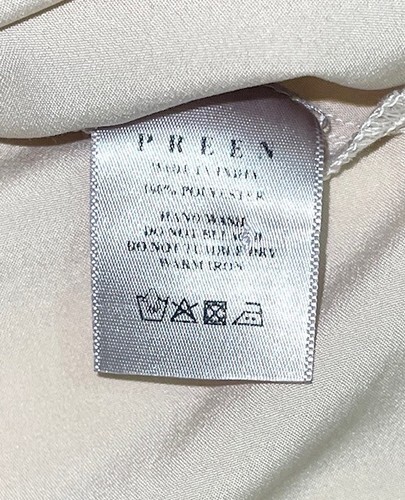 PREEN
MADE IN INDIA
100% POLYESTER
HAND WASH
DO NOT BLEACH
DO NOT TUMBLE DRY
WARM IRON